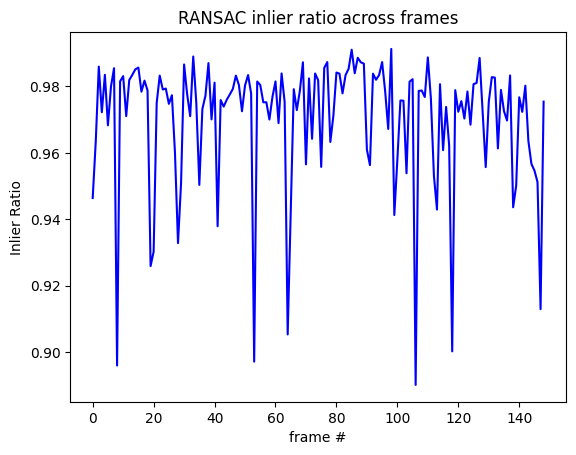 RANSAC inlier ratio across frames
Inlier Ratio
0.98
0.96
0.94
0.92
0.90
0 20 40 60 80 100 120 140
frame #